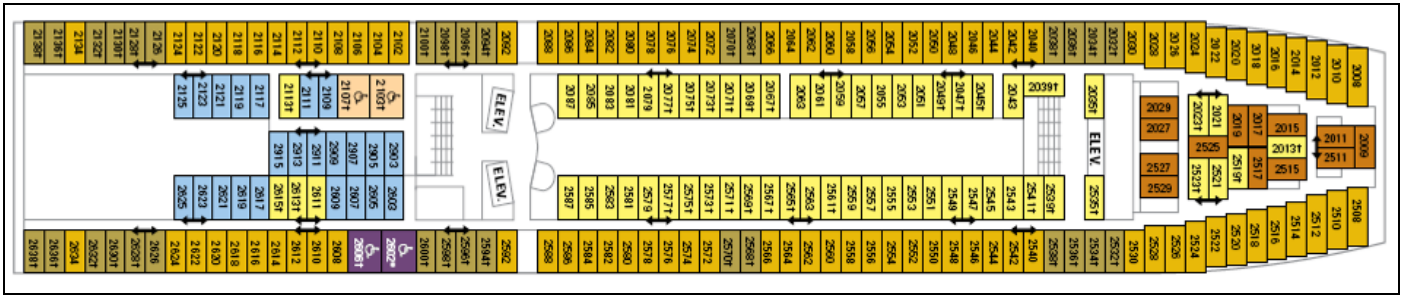 2138† 2136† 2134 2132† 2130† 2128† 2126 2124 2122 2120 2118 2116 2114 2112 2110 2108 2106 2104 2102 2100† 2098† 2096† 2094† 2092 2088 2086 2084 2082 2080 2078 2076 2074 2072 2070† 2068† 2066 2064 2062 2060 2058 2056 2054 2052 2050 2048 2046 2044 2042 2040 2038† 2036† 2034† 2032† 2030 2028 2026 2024 2022 2020 2018 2016 2014 2012 2010 2008
2125 2123 2121 2119 2117 2113† 2111 2109 2107† 2103† ELEV. 2087 2085 2083 2081 2079 2077† 2075† 2073† 2071† 2069† 2067† 2063 2061 2059 2057 2055 2053 2051 2049† 2047† 2045† 2043 2039† 2035†
2029 2023† 2021 2019 2017 2015
2027 2011 2009
2915 2913 2911 2909 2907 2905 2903 ELEV. 2525 2013†
2527 2519† 2517 2511
2529 2523† 2521 2515
2625 2623 2621 2619 2617 2615† 2613† 2611 2609 2607 2605 2603 ELEV. 2587 2585 2583 2581 2579 2577† 2575† 2573† 2571† 2569† 2567† 2565† 2563 2561† 2559 2557 2555 2553 2551 2549 2547 2545 2543 2541† 2539† 2535†
2638† 2636† 2634 2632† 2630† 2628† 2626 2624 2622 2620 2618 2616 2614 2612 2610 2608 2606† 2602* 2600† 2598† 2596† 2594† 2592 2588 2586 2584 2582 2580 2578 2576 2574 2572 2570† 2568† 2566 2564 2562 2560 2558 2556 2554 2552 2550 2548 2546 2544 2542 2540 2538† 2536† 2534† 2532† 2530 2528 2526 2524 2522 2520 2518 2516 2514 2512 2510 2508